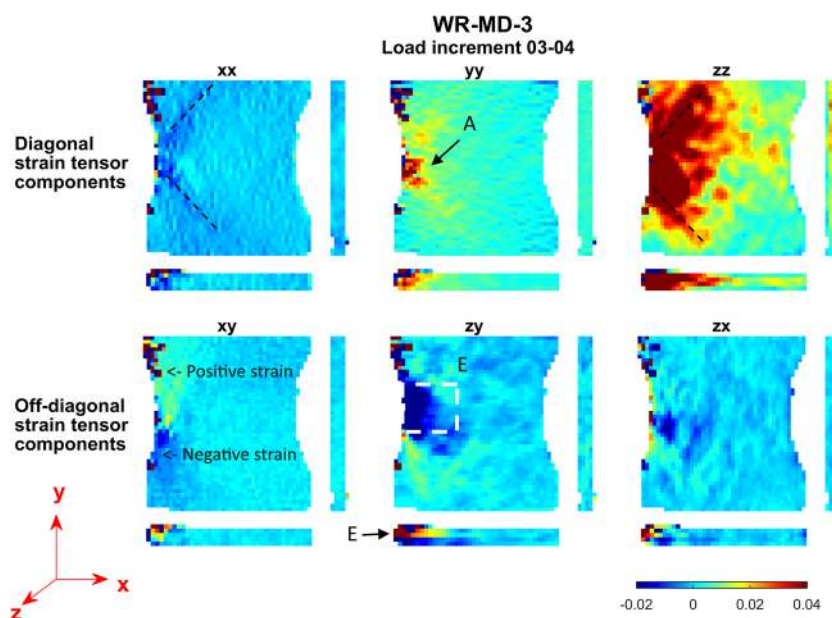 WR-MD-3
Load increment 03-04
xx
yy
zz
A
Diagonal
strain tensor
components
xy
zy
zx
<- Positive strain
E
Off-diagonal
strain tensor
components
<- Negative strain
y
E
x
z
-0.02
0
0.02
0.04